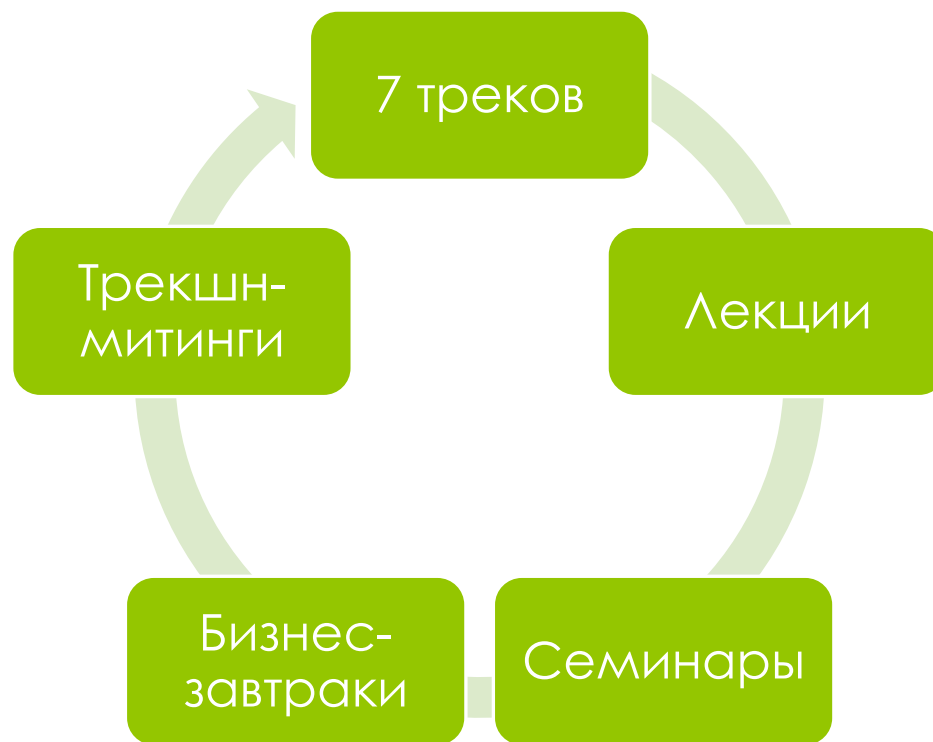 7 треков
Лекции
Семинары
Бизнес-
завтраки
Трекшн-
митинги